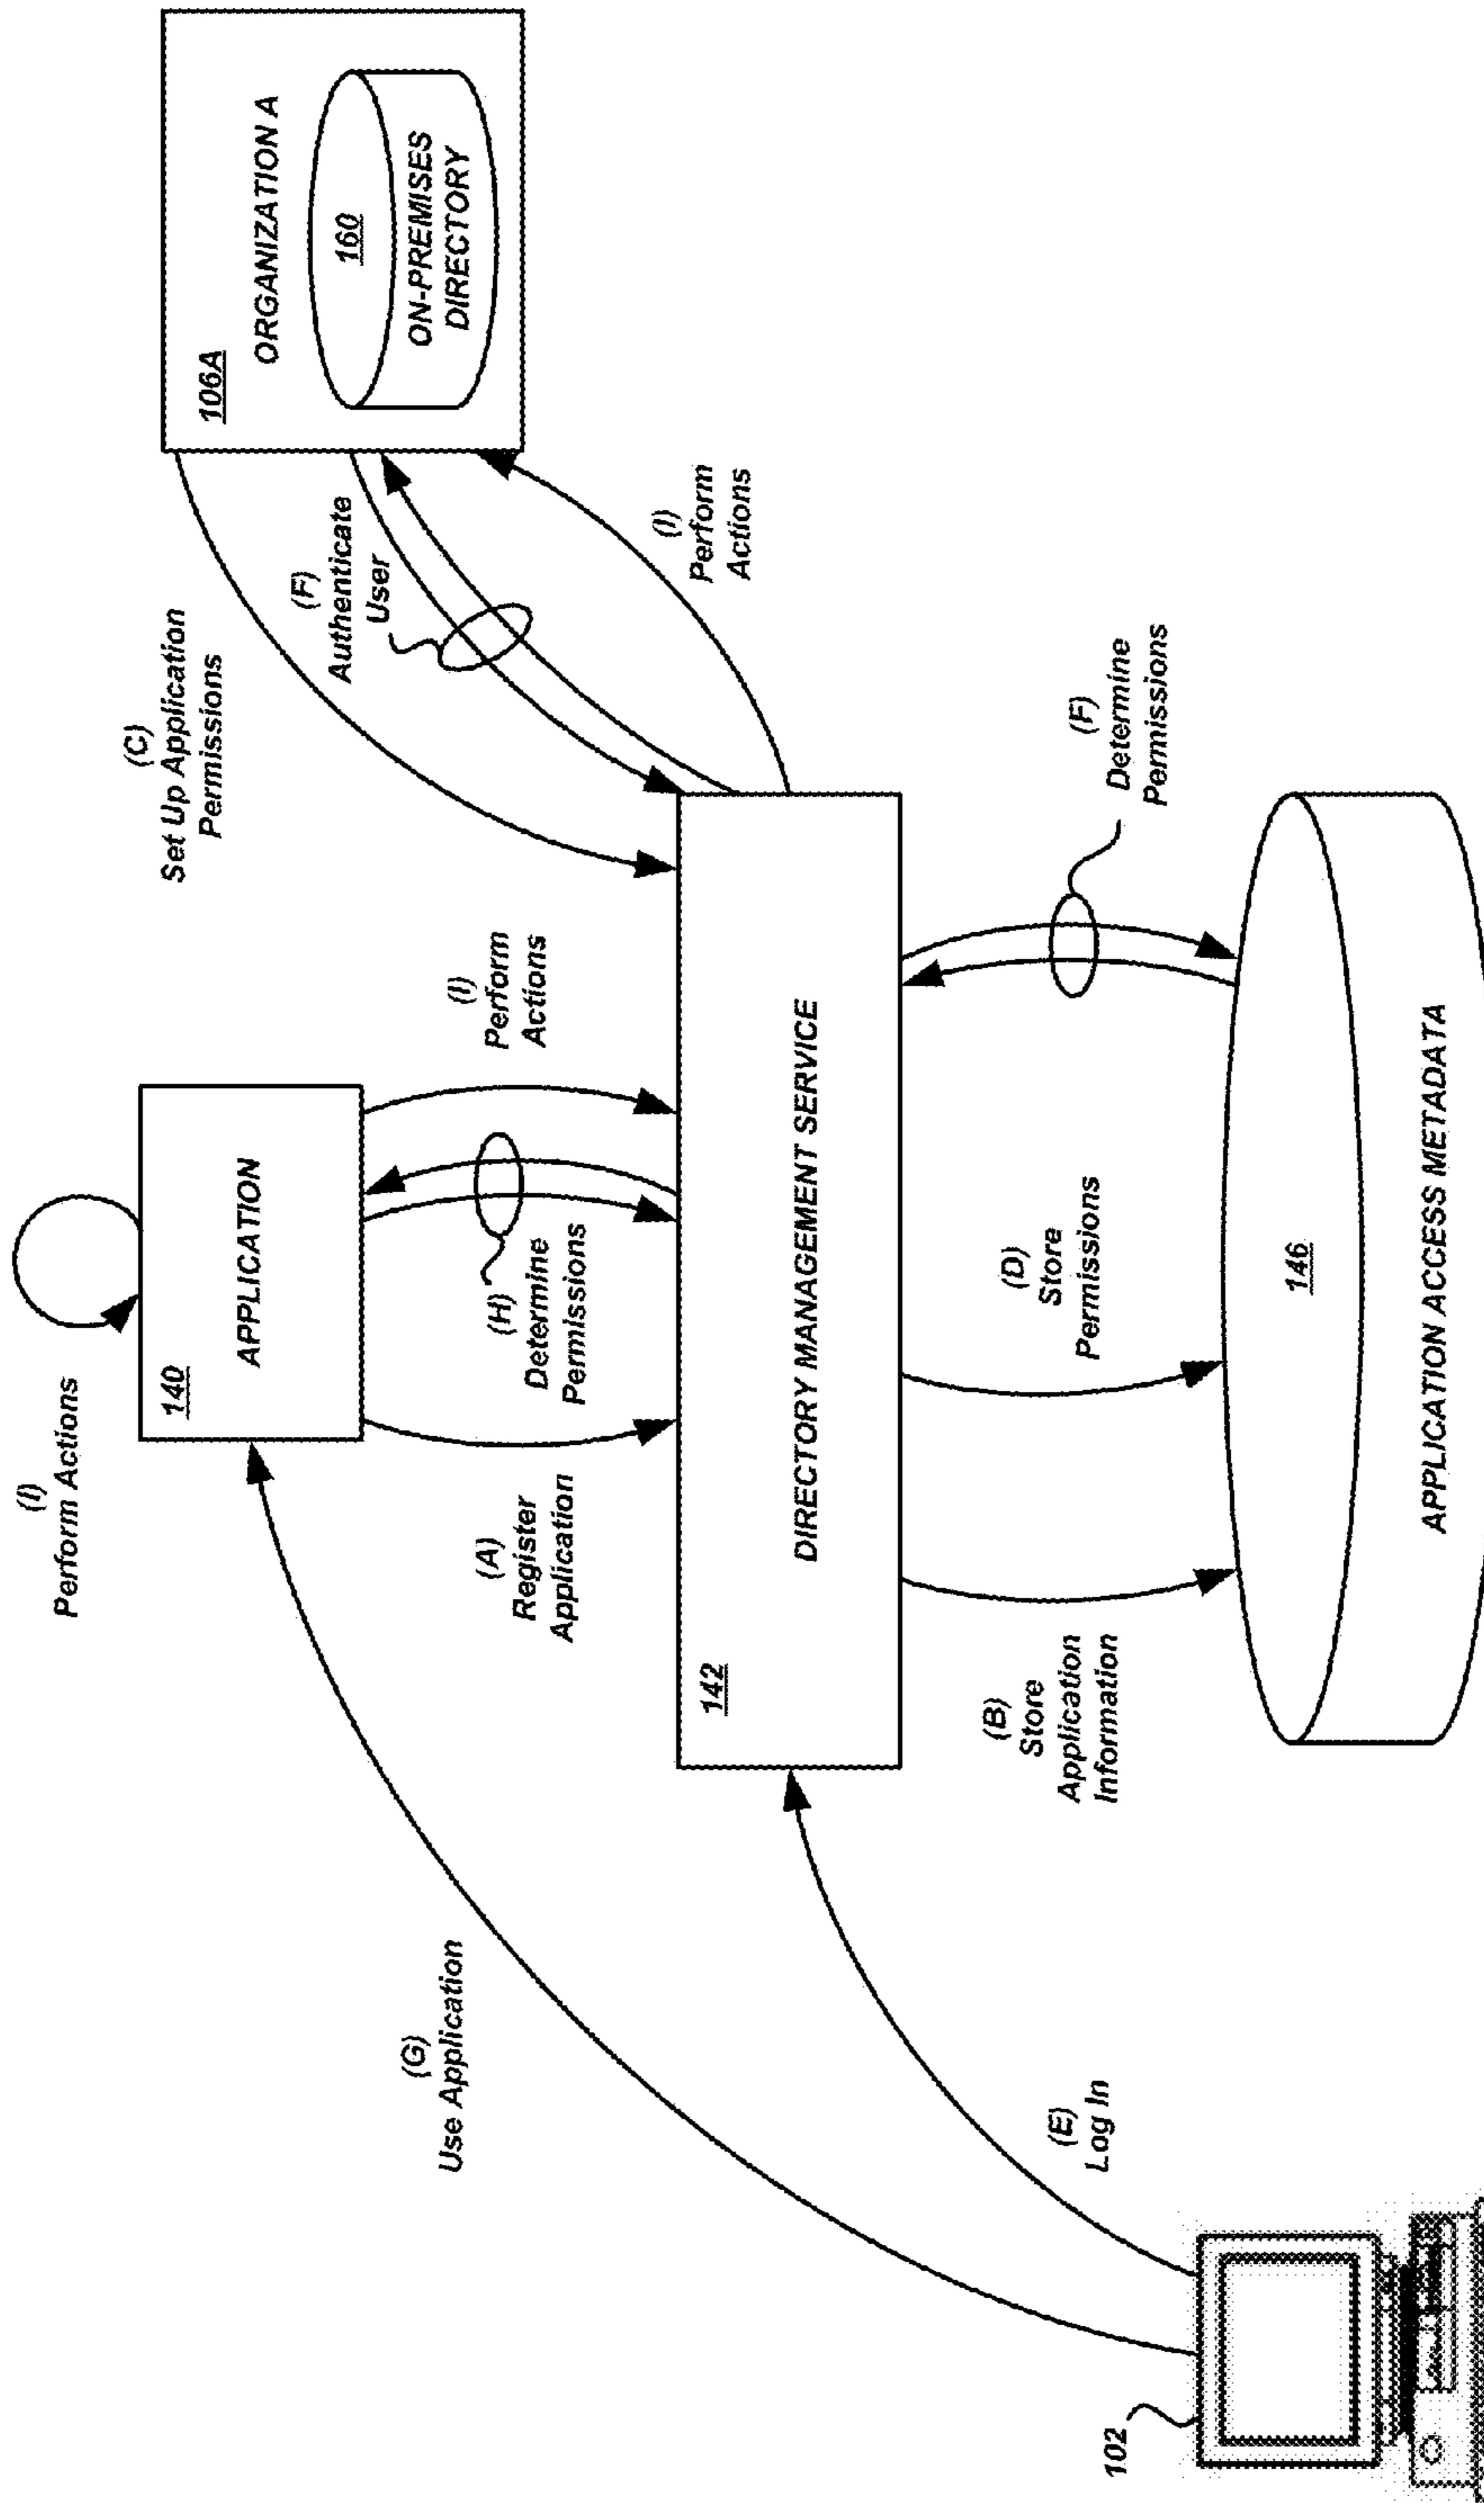 (I)
Perform Actions
140
APPLICATION
106A
ORGANIZATION A
160
ON-PREMISES
DIRECTORY
(C)
Set Up Application
Permissions
(F)
Authenticate
User
(G)
Use Application
(A)
Register
Application
(H)
Determine
Permissions
(I)
Perform
Actions
(I)
Perform
Actions
142
DIRECTORY MANAGEMENT SERVICE
(E)
Log In
(B)
Store
Application
Information
(D)
Store
Permissions
(F)
Determine
Permissions
102
146
APPLICATION ACCESS METADATA